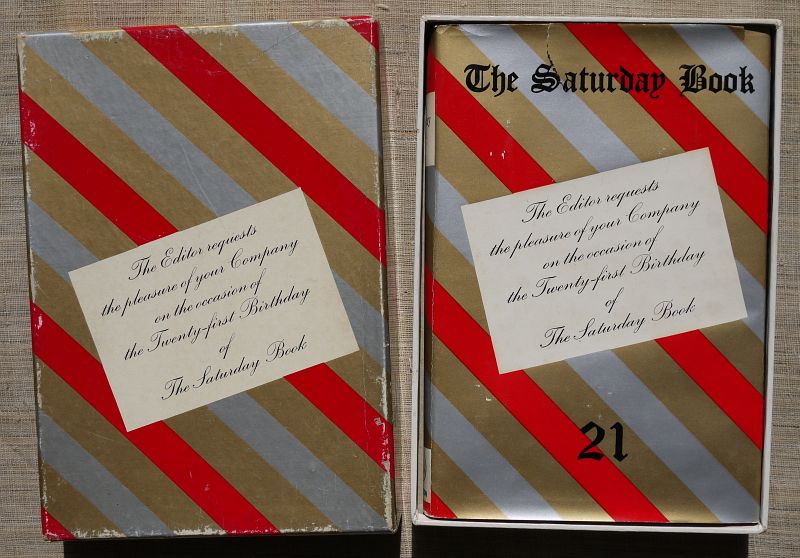 The Editor requests
the pleasure of your Company
on the occasion of
the Twenty-first Birthday
of
The Saturday Book
The Saturday Book
The Editor requests
the pleasure of your Company
on the occasion of
the Twenty-first Birthday
of
The Saturday Book
21